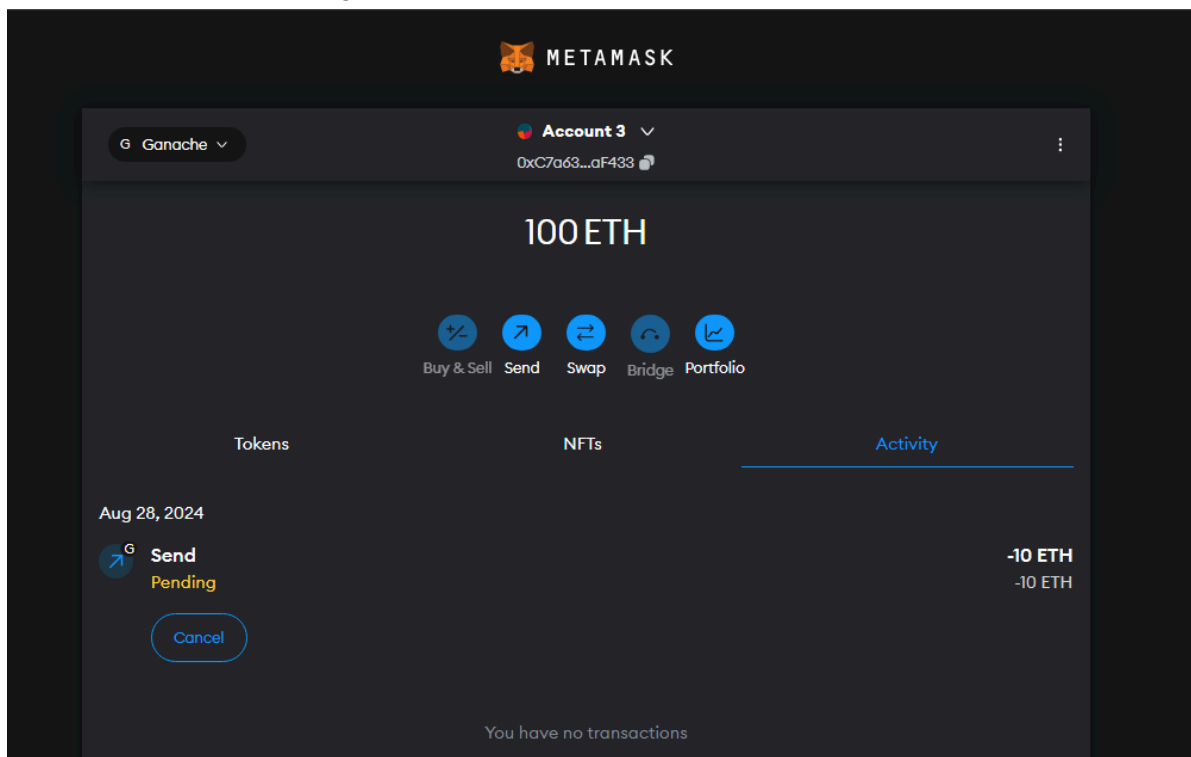 METAMASK
G Ganache
Account 3
0xC7a63...aF433
100 ETH
Buy & Sell Send Swap Bridge Portfolio
Tokens NFTs Activity
Aug 28, 2024
G Send -10 ETH
Pending -10 ETH
Cancel
You have no transactions